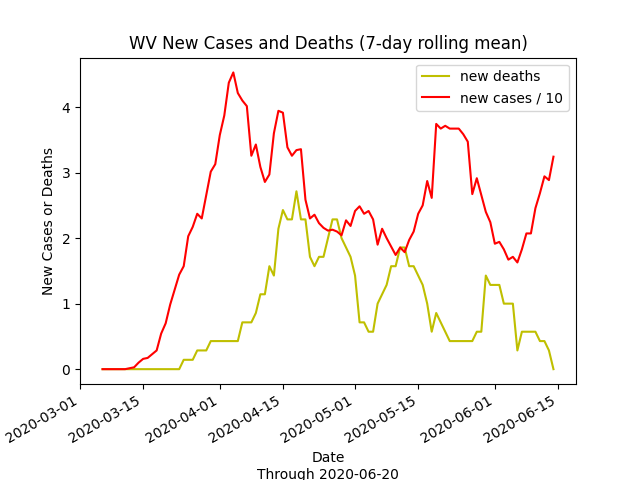 WV New Cases and Deaths (7-day rolling mean)
new deaths
new cases / 10
New Cases or Deaths
4
3
2
1
0
2020-03-01
2020-03-15
2020-04-01
2020-04-15
2020-05-01
2020-05-15
2020-06-01
2020-06-15
Date
Through 2020-06-20